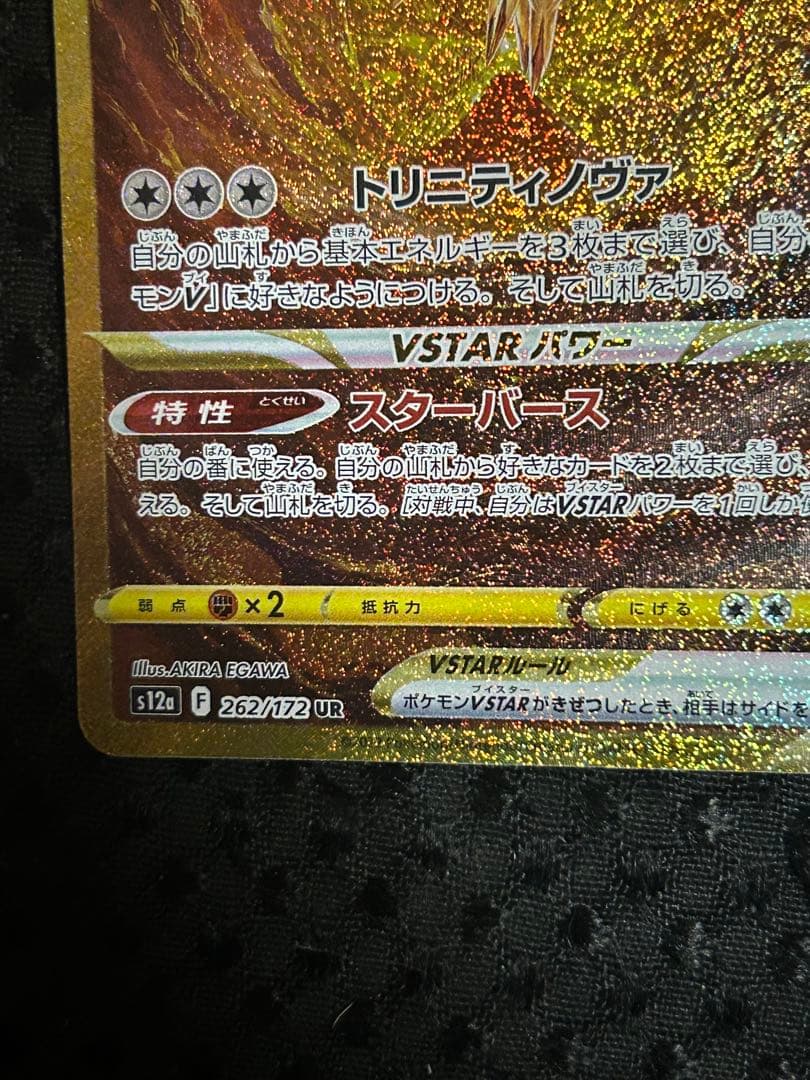 トリニティノヴァ
自分の山札から基本エネルギーを3枚まで選び、自分
モンV」に好きなようにつける。そして山札を切る。
VSTARパワー
特性 とくせい スターバース
自分の番に使える。自分の山札から好きなカードを2枚まで選び、
える。そして山札を切る。[対戦中、自分はVSTARパワーを1回しか
弱点 ×2 抵抗力 にげる
Illus.AKIRA EGAWA
VSTARルール
s12a F 262/172 UR
ポケモンVSTARがきぜつしたとき、相手はサイドを